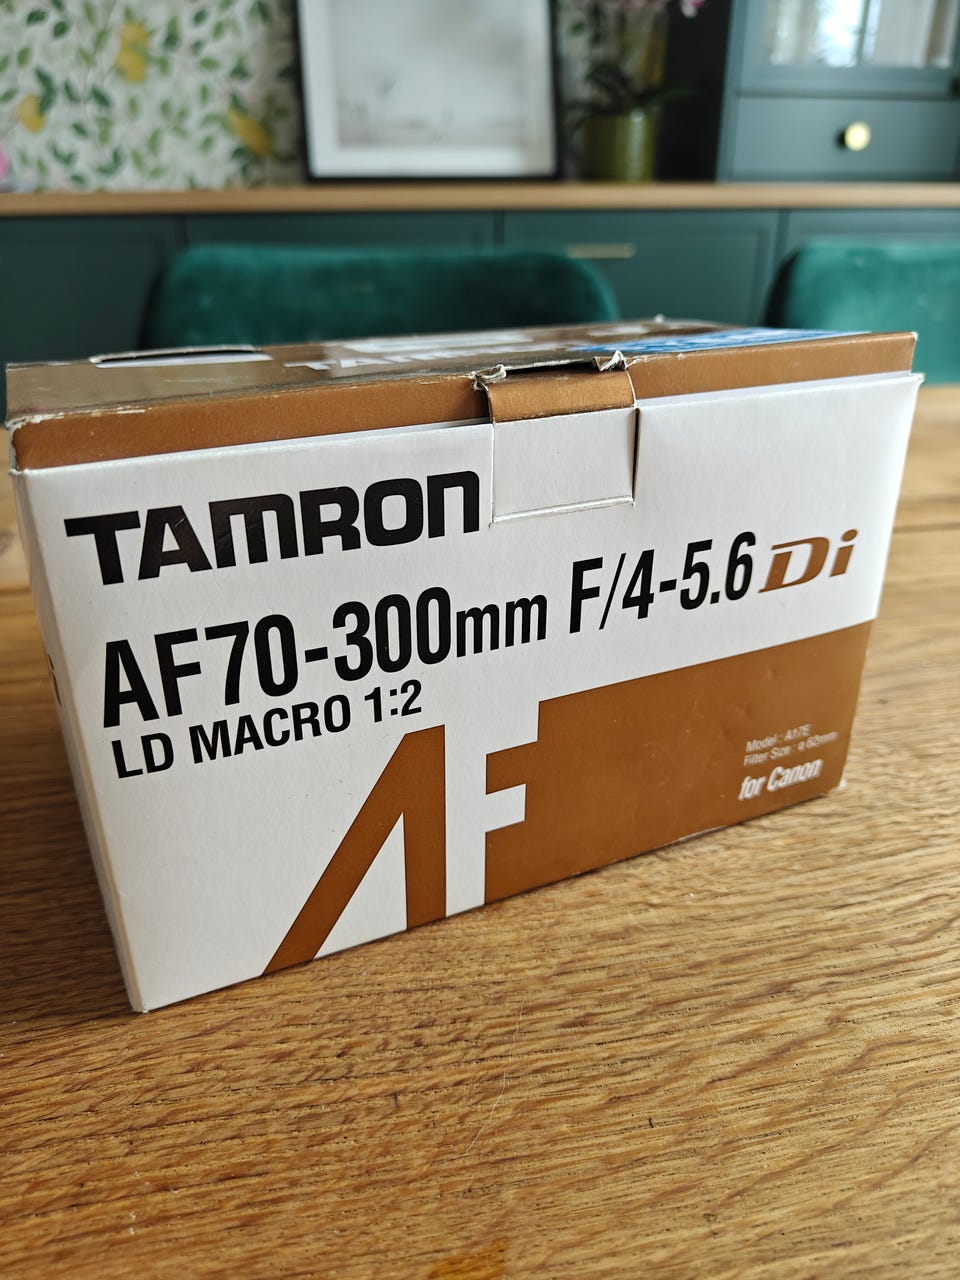 TAMRON
TAMRON
AF70-300mm F/4-5.6 Di
LD MACRO 1:2
AF
Model : A17E
Filter Size : ø 62mm
for Canon